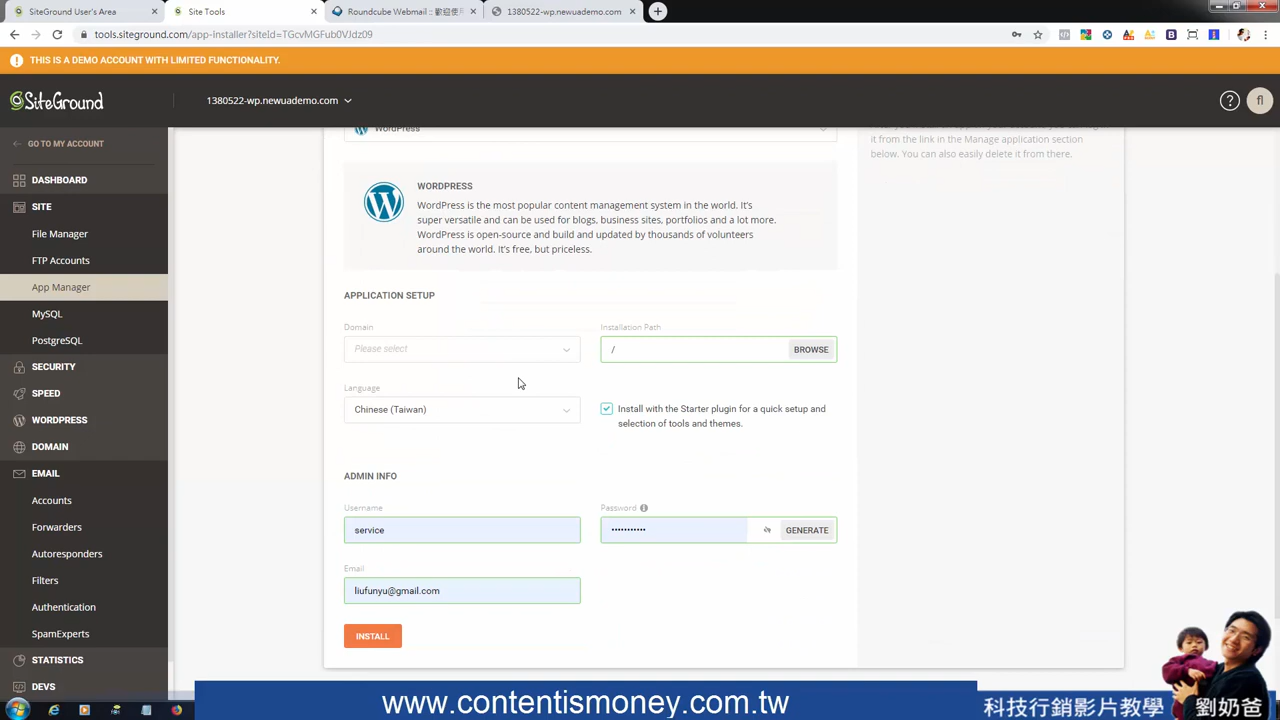 SiteGround User's Area
Site Tools
Roundcube Webmail :: 歡迎使用
1380522-wp.newuademo.com
tools.siteground.com/app-installer?siteId=TGcvMGFub0VJdz09
THIS IS A DEMO ACCOUNT WITH LIMITED FUNCTIONALITY.
SiteGround
1380522-wp.newuademo.com
fl
GO TO MY ACCOUNT
DASHBOARD
SITE
File Manager
FTP Accounts
App Manager
MySQL
PostgreSQL
SECURITY
SPEED
WORDPRESS
DOMAIN
EMAIL
Accounts
Forwarders
Autoresponders
Filters
Authentication
SpamExperts
STATISTICS
DEVS
WordPress
WORDPRESS
WordPress is the most popular content management system in the world. It's
super versatile and can be used for blogs, business sites, portfolios and a lot more.
WordPress is open-source and build and updated by thousands of volunteers
around the world. It's free, but priceless.
it from the link in the Manage application section
below. You can also easily delete it from there.
APPLICATION SETUP
Domain
Please select
Installation Path
/
BROWSE
Language
Chinese (Taiwan)
Install with the Starter plugin for a quick setup and
selection of tools and themes.
ADMIN INFO
Username
service
Password
•••••••••••
GENERATE
Email
liufunyu@gmail.com
INSTALL
www.contentismoney.com.tw
科技行銷影片教學
劉奶爸